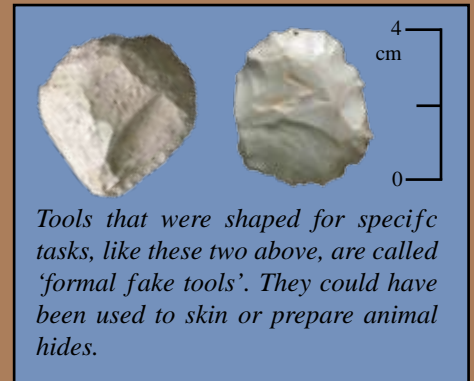 4
cm
0
Tools that were shaped for specifc
tasks, like these two above, are called
‘formal fake tools’. They could have
been used to skin or prepare animal
hides.